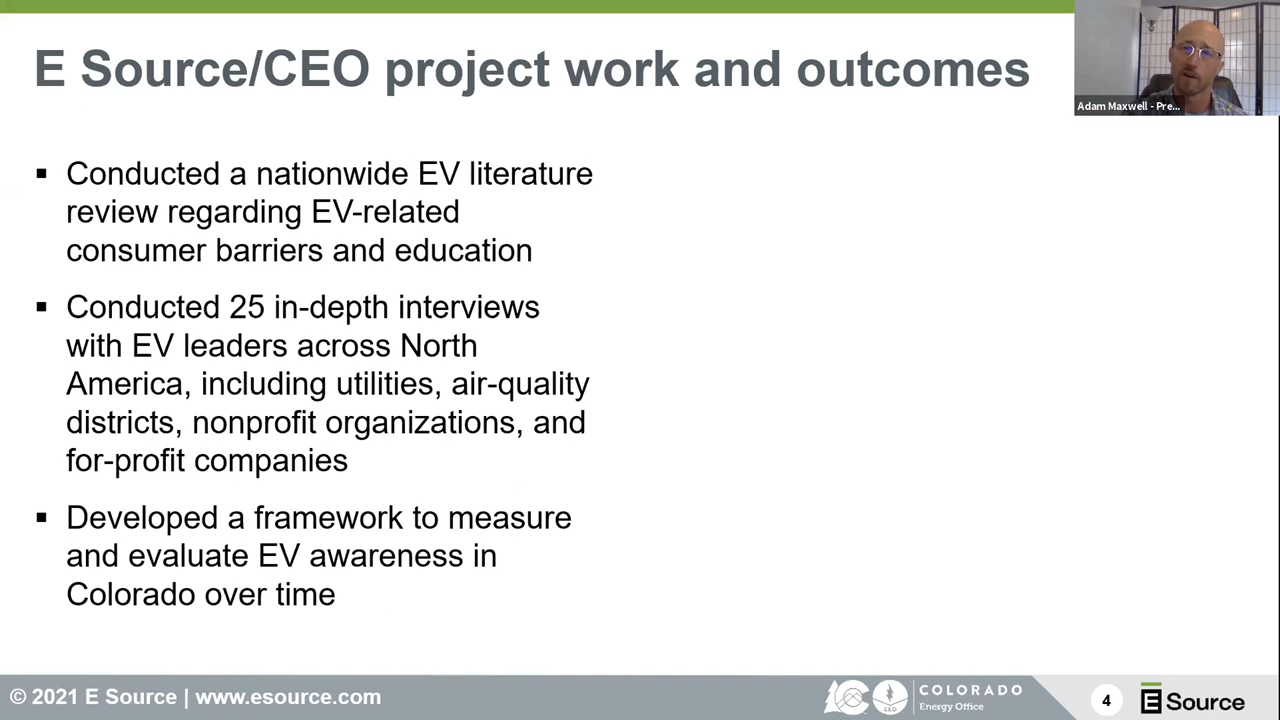 E Source/CEO project work and outcomes
Adam Maxwell - Pre...
▪ Conducted a nationwide EV literature
review regarding EV-related
consumer barriers and education
▪ Conducted 25 in-depth interviews
with EV leaders across North
America, including utilities, air-quality
districts, nonprofit organizations, and
for-profit companies
▪ Developed a framework to measure
and evaluate EV awareness in
Colorado over time
© 2021 E Source | www.esource.com
CEO
COLORADO
Energy Office
4
E Source